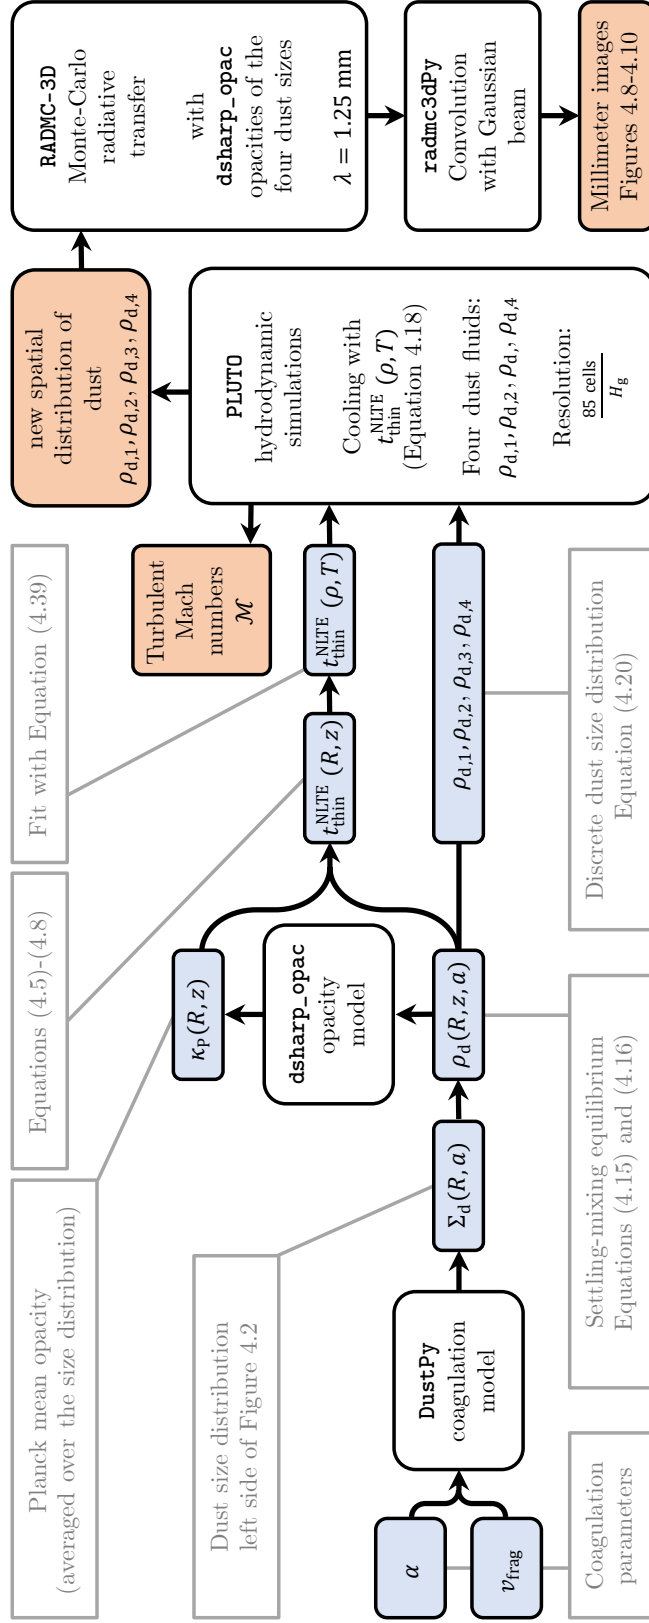 Planck mean opacity
(averaged over the size distribution)
Equations (4.5)-(4.8)
Fit with Equation (4.39)
Dust size distribution
left side of Figure 4.2
α
v_frag
Coagulation
parameters
DustPy
coagulation
model
Σ_d(R, a)
Settling-mixing equilibrium
Equations (4.15) and (4.16)
κ_P(R, z)
dsharp_opac
opacity
model
ρ_d(R, z, a)
t_thin^NLTE (R, z)
t_thin^NLTE (ρ, T)
ρ_d,1, ρ_d,2, ρ_d,3, ρ_d,4
Discrete dust size distribution
Equation (4.20)
Turbulent
Mach
numbers
ℳ
new spatial
distribution of
dust
ρ_d,1, ρ_d,2, ρ_d,3, ρ_d,4
PLUTO
hydrodynamic
simulations
Cooling with
t_thin^NLTE (ρ, T)
(Equation 4.18)
Four dust fluids:
ρ_d,1, ρ_d,2, ρ_d,, ρ_d,4
Resolution:
85 cells
H_g
RADMC-3D
Monte-Carlo
radiative
transfer
with
dsharp_opac
opacities of the
four dust sizes
λ = 1.25 mm
radmc3dPy
Convolution
with Gaussian
beam
Millimeter images
Figures 4.8-4.10